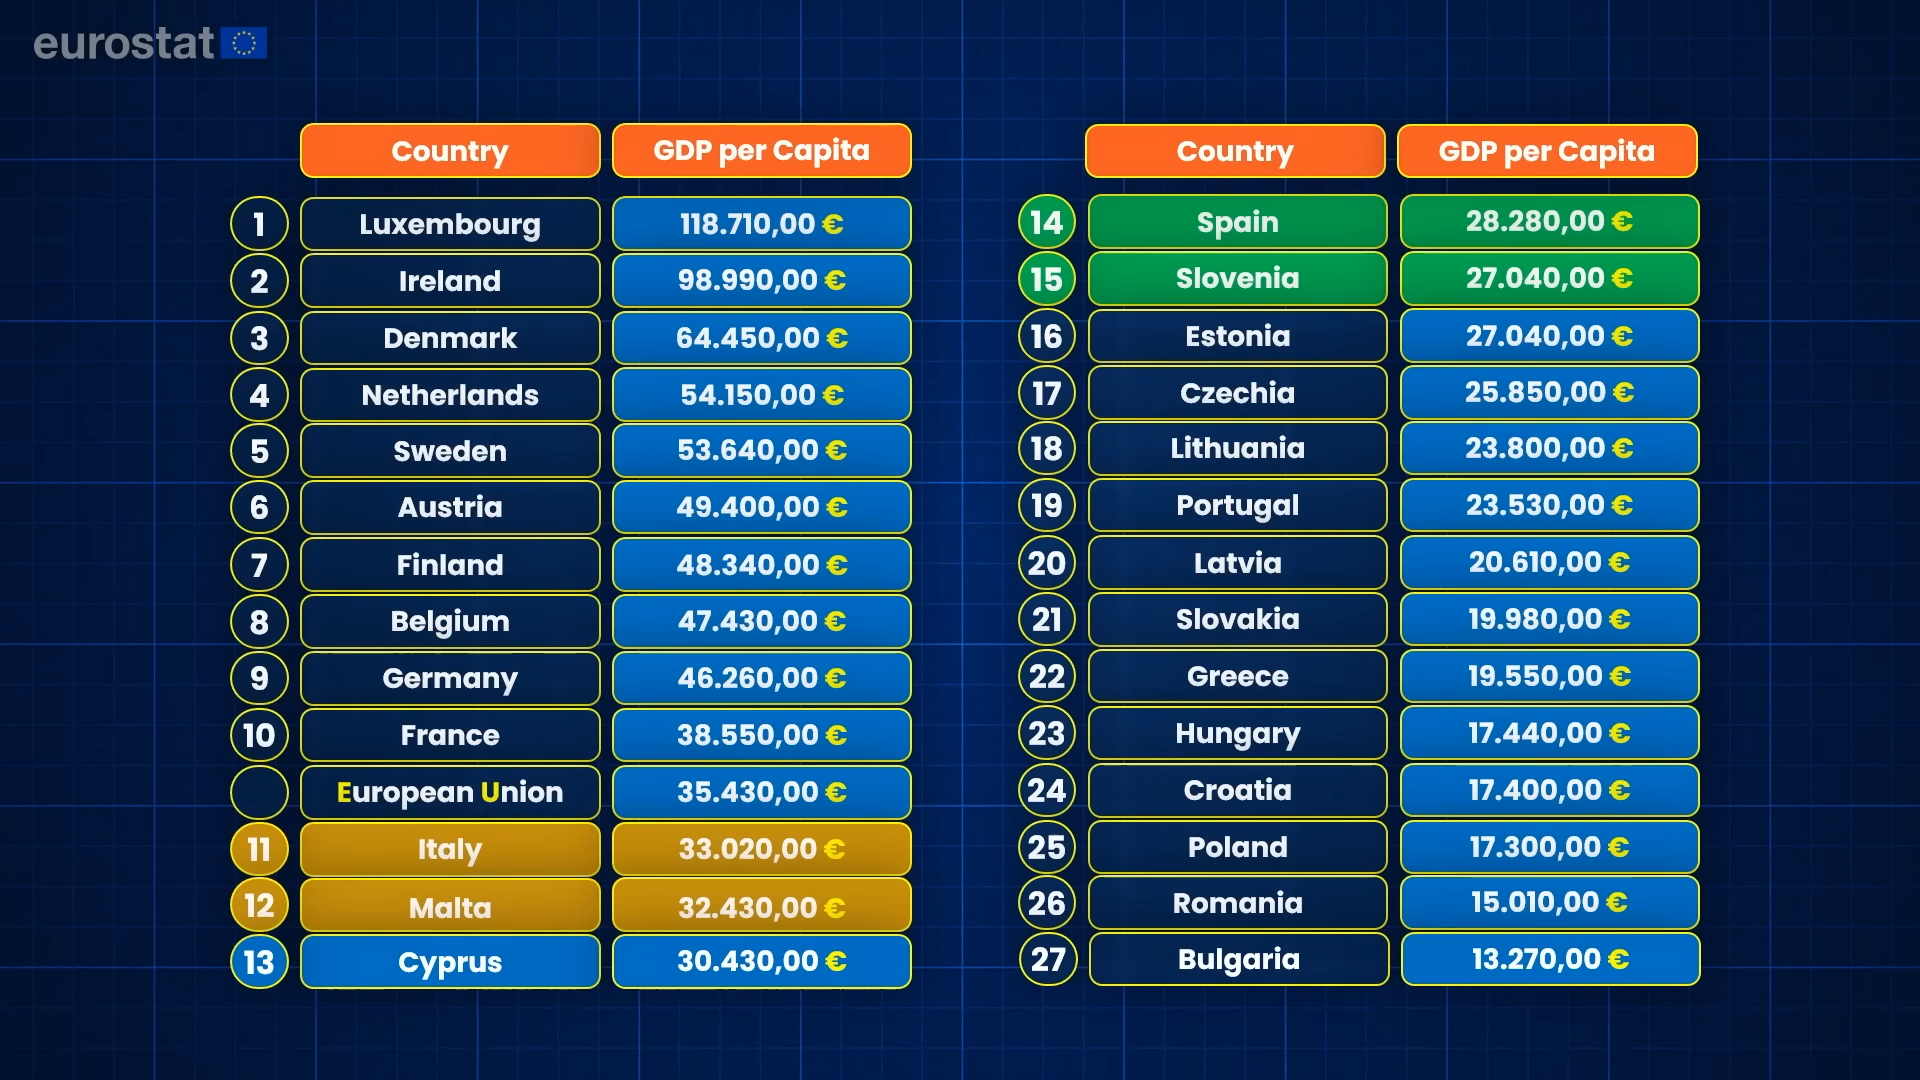 eurostat
Country GDP per Capita
1 Luxembourg 118.710,00 €
2 Ireland 98.990,00 €
3 Denmark 64.450,00 €
4 Netherlands 54.150,00 €
5 Sweden 53.640,00 €
6 Austria 49.400,00 €
7 Finland 48.340,00 €
8 Belgium 47.430,00 €
9 Germany 46.260,00 €
10 France 38.550,00 €
European Union 35.430,00 €
11 Italy 33.020,00 €
12 Malta 32.430,00 €
13 Cyprus 30.430,00 €
Country GDP per Capita
14 Spain 28.280,00 €
15 Slovenia 27.040,00 €
16 Estonia 27.040,00 €
17 Czechia 25.850,00 €
18 Lithuania 23.800,00 €
19 Portugal 23.530,00 €
20 Latvia 20.610,00 €
21 Slovakia 19.980,00 €
22 Greece 19.550,00 €
23 Hungary 17.440,00 €
24 Croatia 17.400,00 €
25 Poland 17.300,00 €
26 Romania 15.010,00 €
27 Bulgaria 13.270,00 €